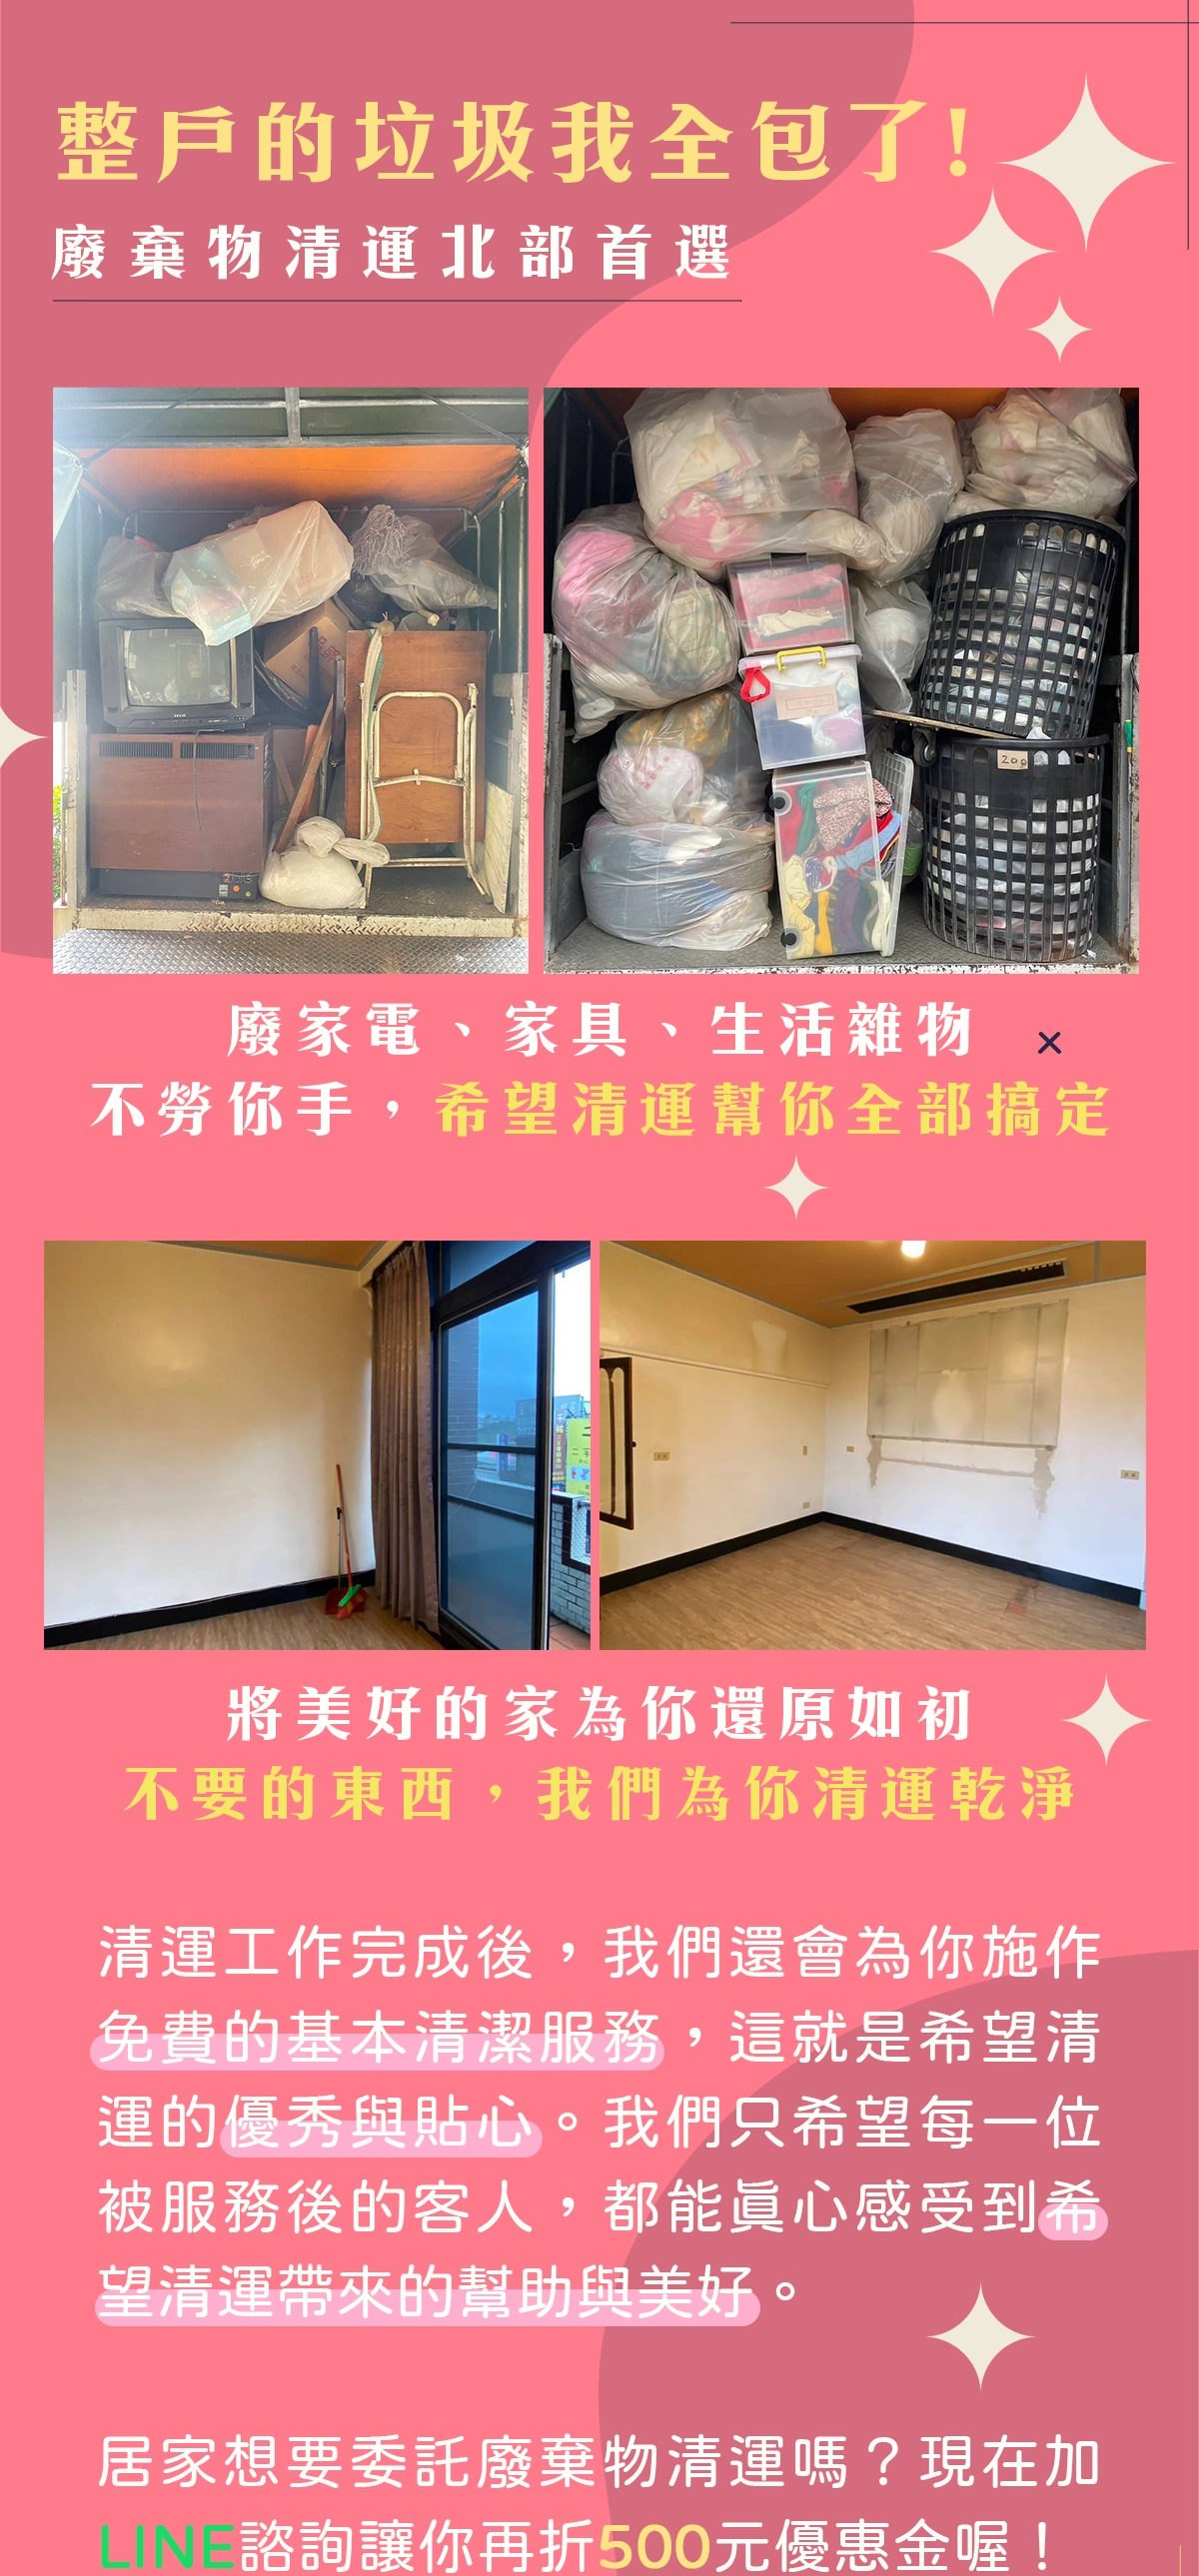 整戶的垃圾我全包了!
廢棄物清運北部首選
200
廢家電、家具、生活雜物
不勞你手，希望清運幫你全部搞定
將美好的家為你還原如初
不要的東西，我們為你清運乾淨
清運工作完成後，我們還會為你施作
免費的基本清潔服務，這就是希望清
運的優秀與貼心。我們只希望每一位
被服務後的客人，都能真心感受到希
望清運帶來的幫助與美好。
居家想要委託廢棄物清運嗎？現在加
LINE諮詢讓你再折500元優惠金喔！